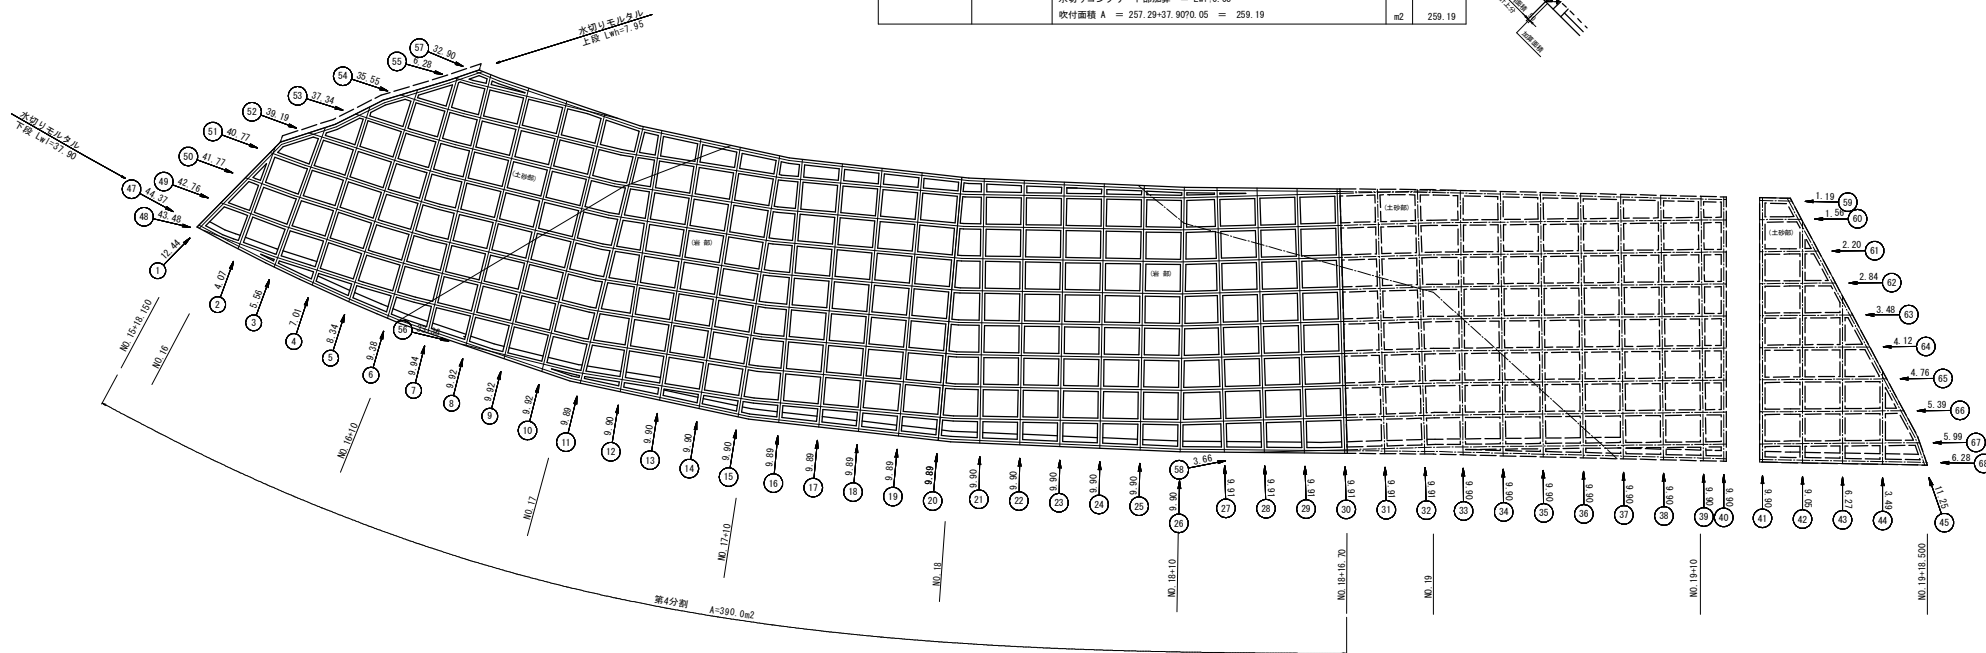 吹付面積 A = 257.29+37.90?0.05 = 259.19
m2
259.19
加算面積
水切りモルタル
上段 Lwh=7.95
水切りモルタル
下段 Lwl=37.90
57 32.90
55 6.28
54 35.55
53 37.34
52 39.19
51 40.77
50 41.77
49 42.76
47 44.37
48 43.48
1 12.44
2 4.07
3 5.56
4 7.01
5 8.34
6 9.38
7 9.94
8 9.92
9 9.92
10 9.92
11 9.89
12 9.90
13 9.90
14 9.90
15 9.90
16 9.89
17 9.89
18 9.89
19 9.89
20 9.89
21 9.90
22 9.90
23 9.90
24 9.90
25 9.90
26 9.90
27 9.91
28 9.91
29 9.91
30 9.91
31 9.91
32 9.91
33 9.90
34 9.90
35 9.90
36 9.90
37 9.90
38 9.90
39 9.90
40 9.90
41 9.90
42 9.05
43 6.27
44 3.49
45 11.25
56
58 3.66
1.19 59
1.56 60
2.20 61
2.84 62
3.48 63
4.12 64
4.76 65
5.39 66
5.99 67
6.28 68
(土砂部)
(岩 部)
(岩 部)
(土砂部)
(土砂部)
NO.15+18.150
NO.16
NO.16+10
NO.17
NO.17+10
NO.18
NO.18+10
NO.18+16.70
NO.19
NO.19+10
NO.19+18.500
第4分割 A=390.0m2